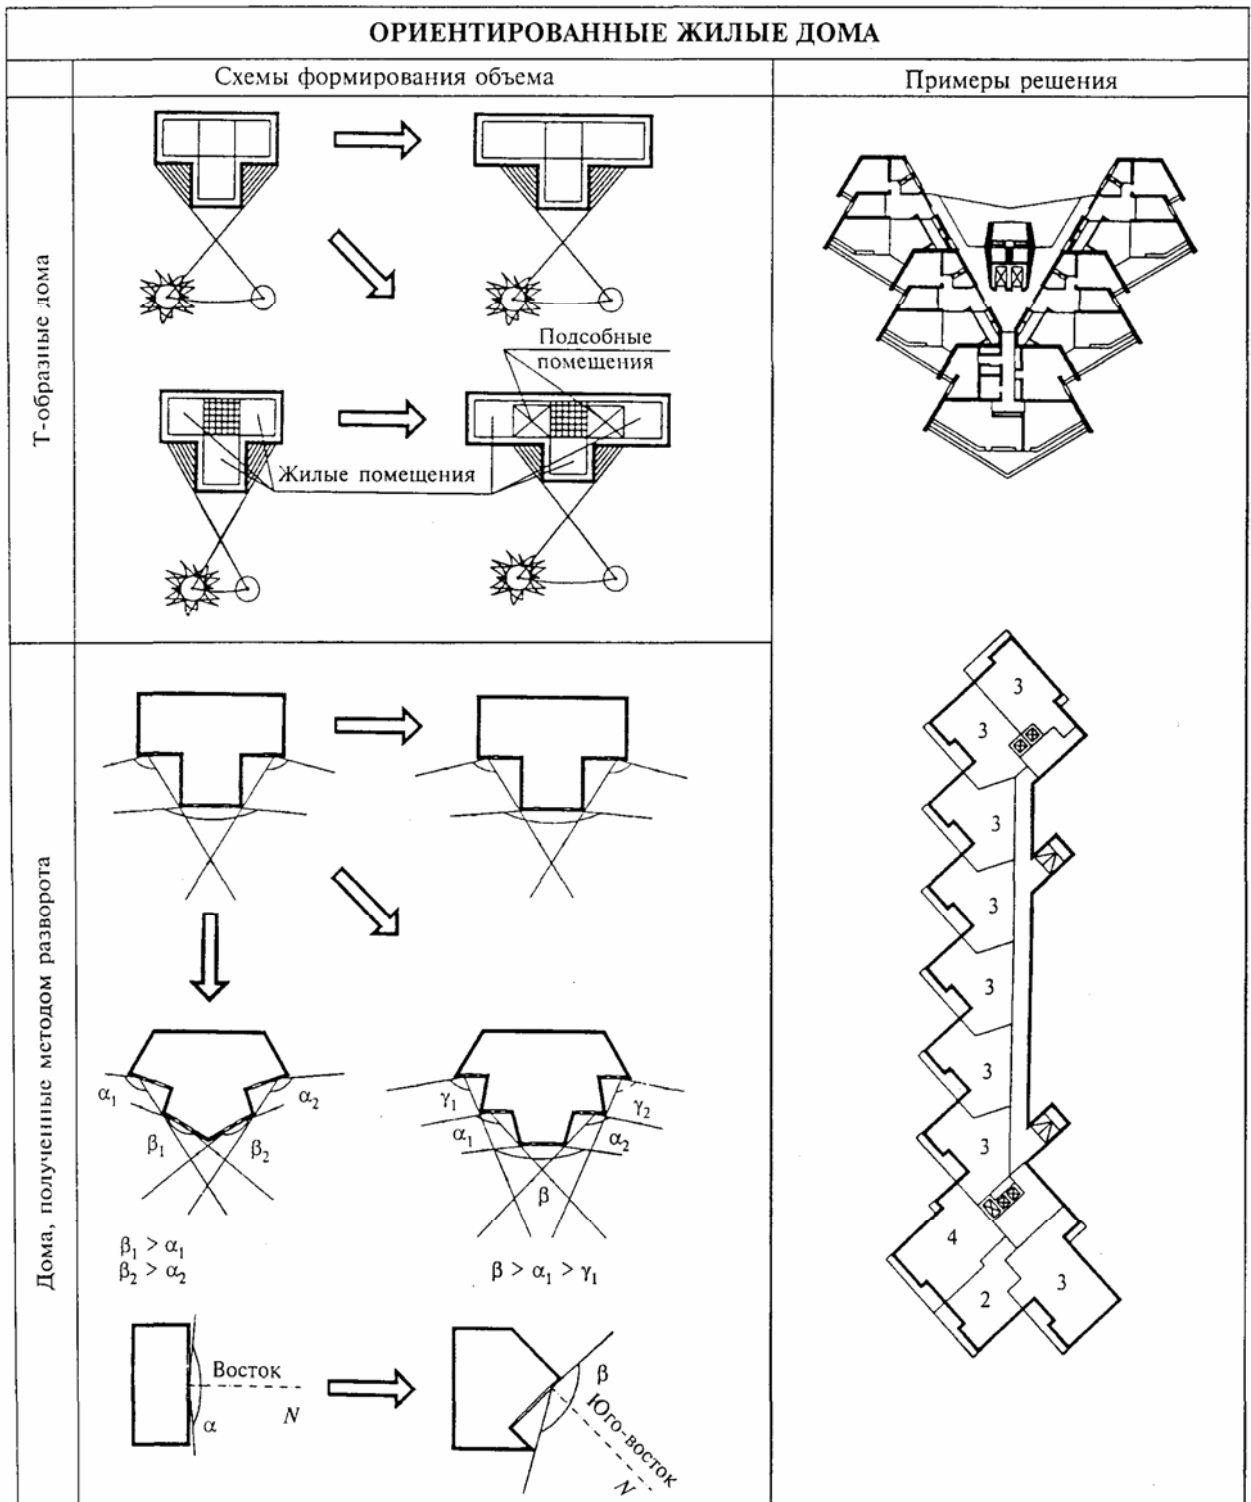 ОРИЕНТИРОВАННЫЕ ЖИЛЫЕ ДОМА
Схемы формирования объема
Примеры решения
Т-образные дома
Подсобные
помещения
Жилые помещения
Дома, полученные методом разворота
α₁
α₂
β₁
β₂
β₁ > α₁
β₂ > α₂
γ₁
γ₂
α₁
α₂
β
β > α₁ > γ₁
Восток
N
α
β
Юго-восток
N
3
3
3
3
3
3
3
4
2
3